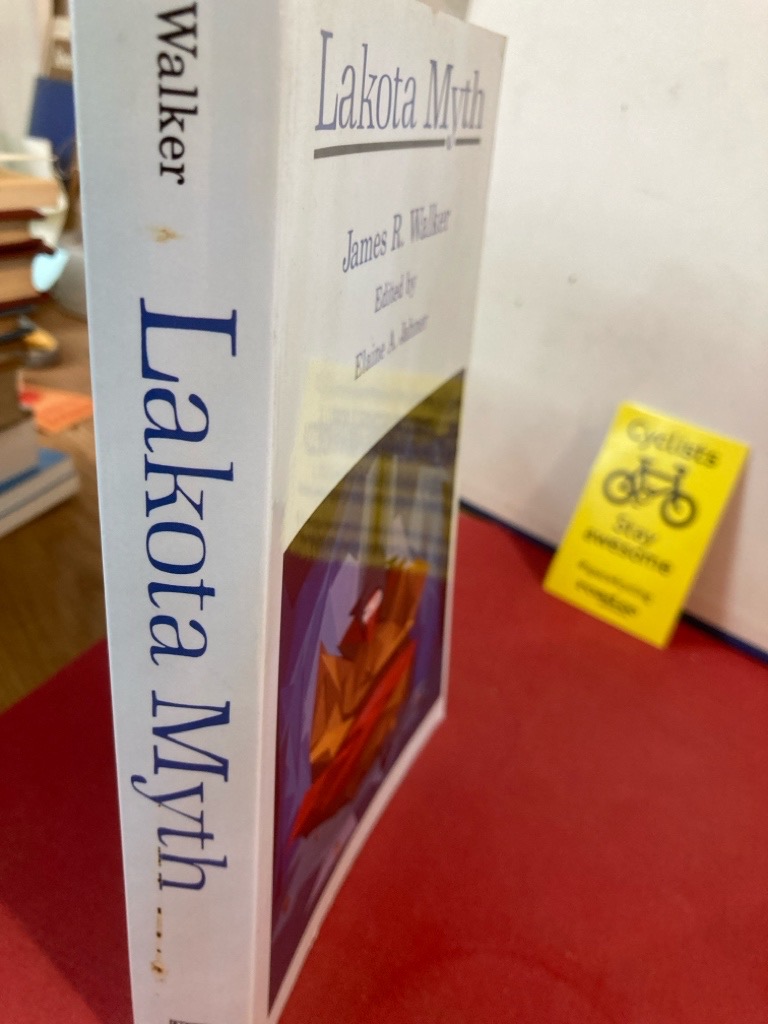 Walker
Lakota Myth
Lakota Myth
James R. Walker
Edited by
Elaine A. Jahner
Cyclists
Stay
awesome